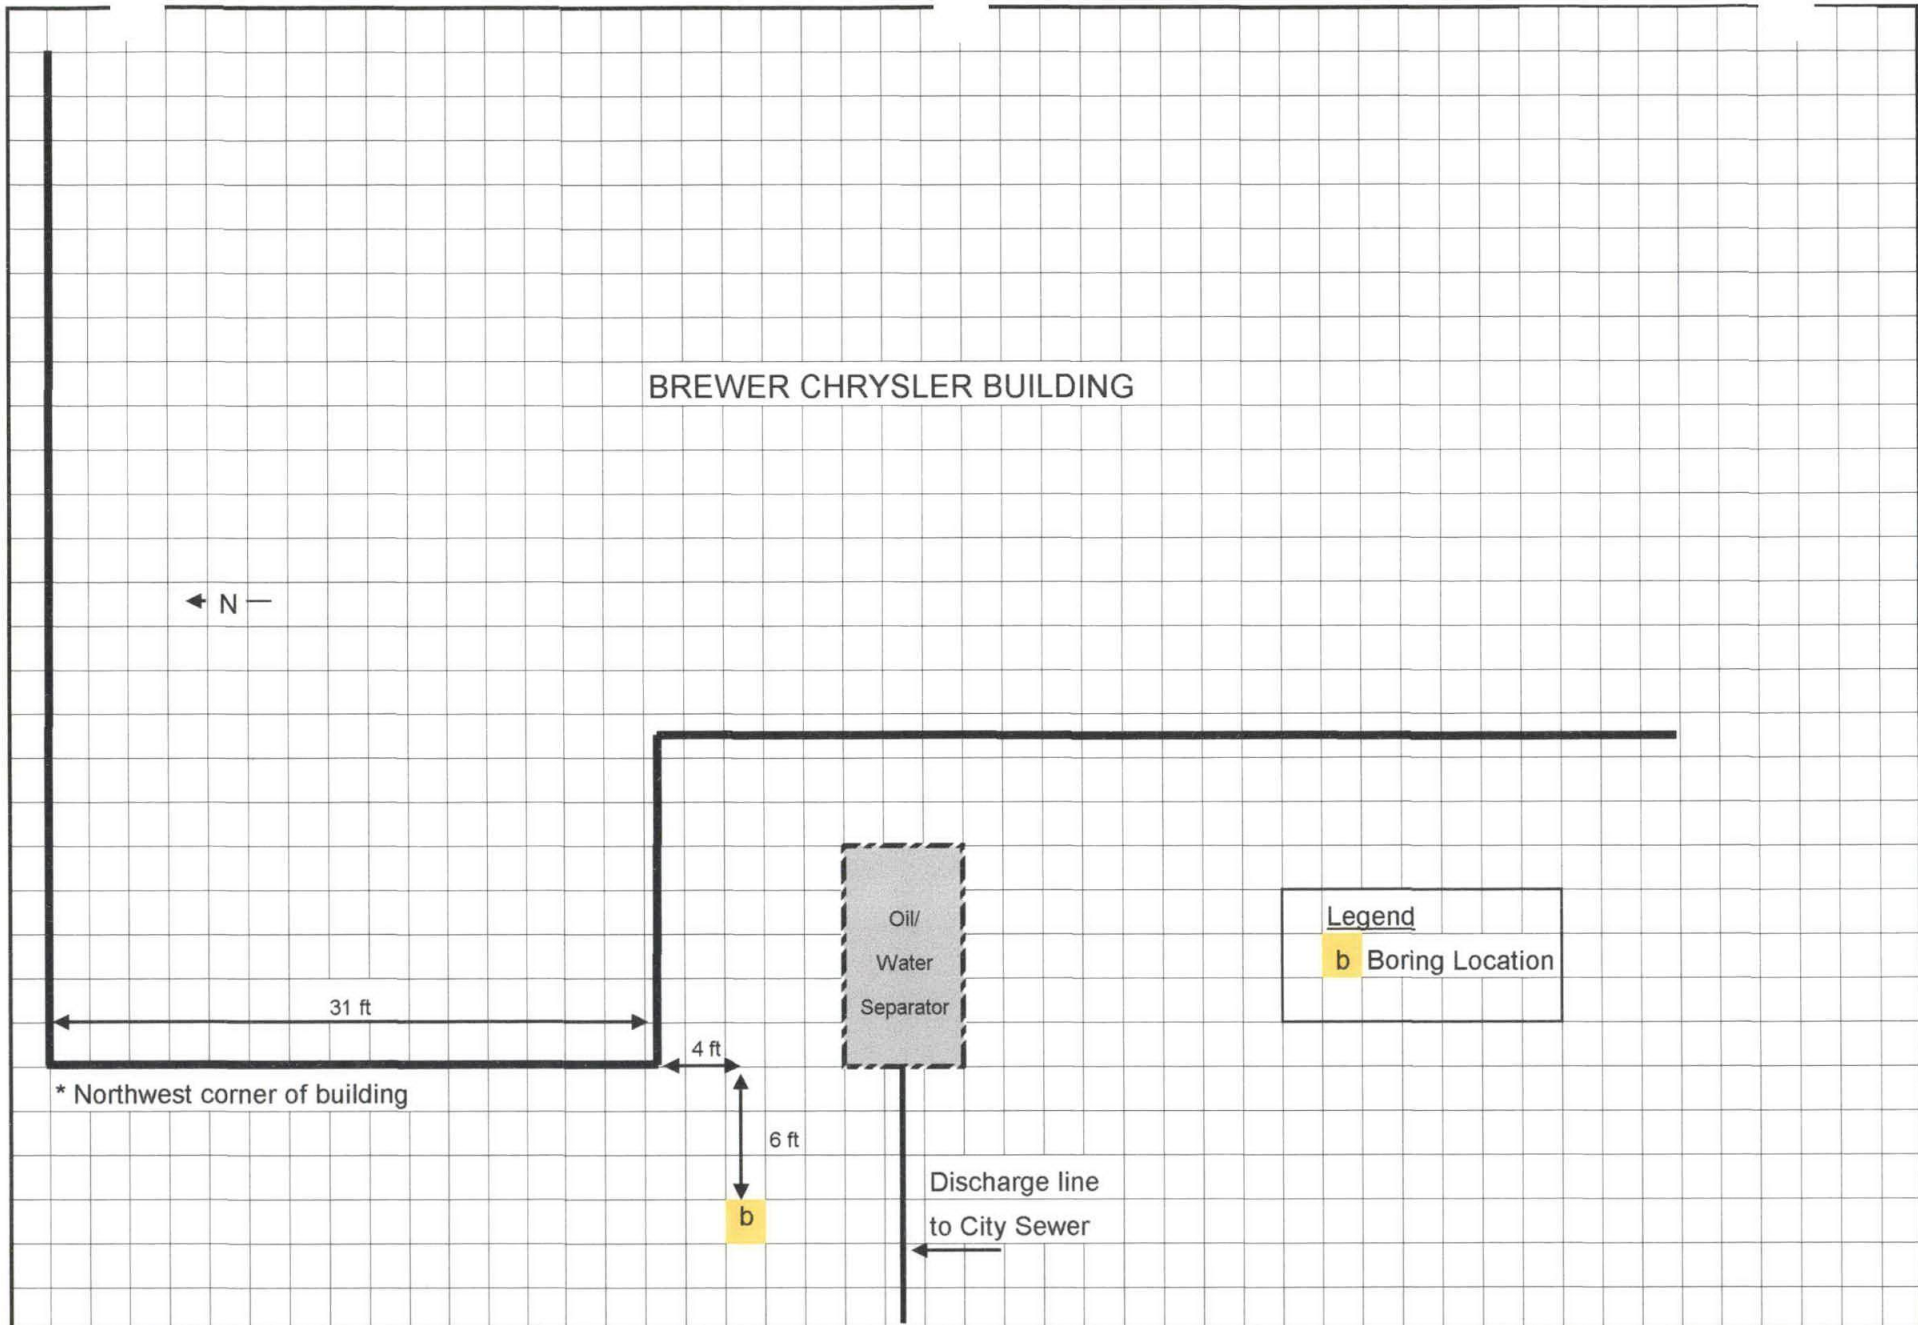 BREWER CHRYSLER BUILDING
N
Oil/
Water
Separator
Legend
b Boring Location
31 ft
4 ft
* Northwest corner of building
6 ft
b
Discharge line
to City Sewer